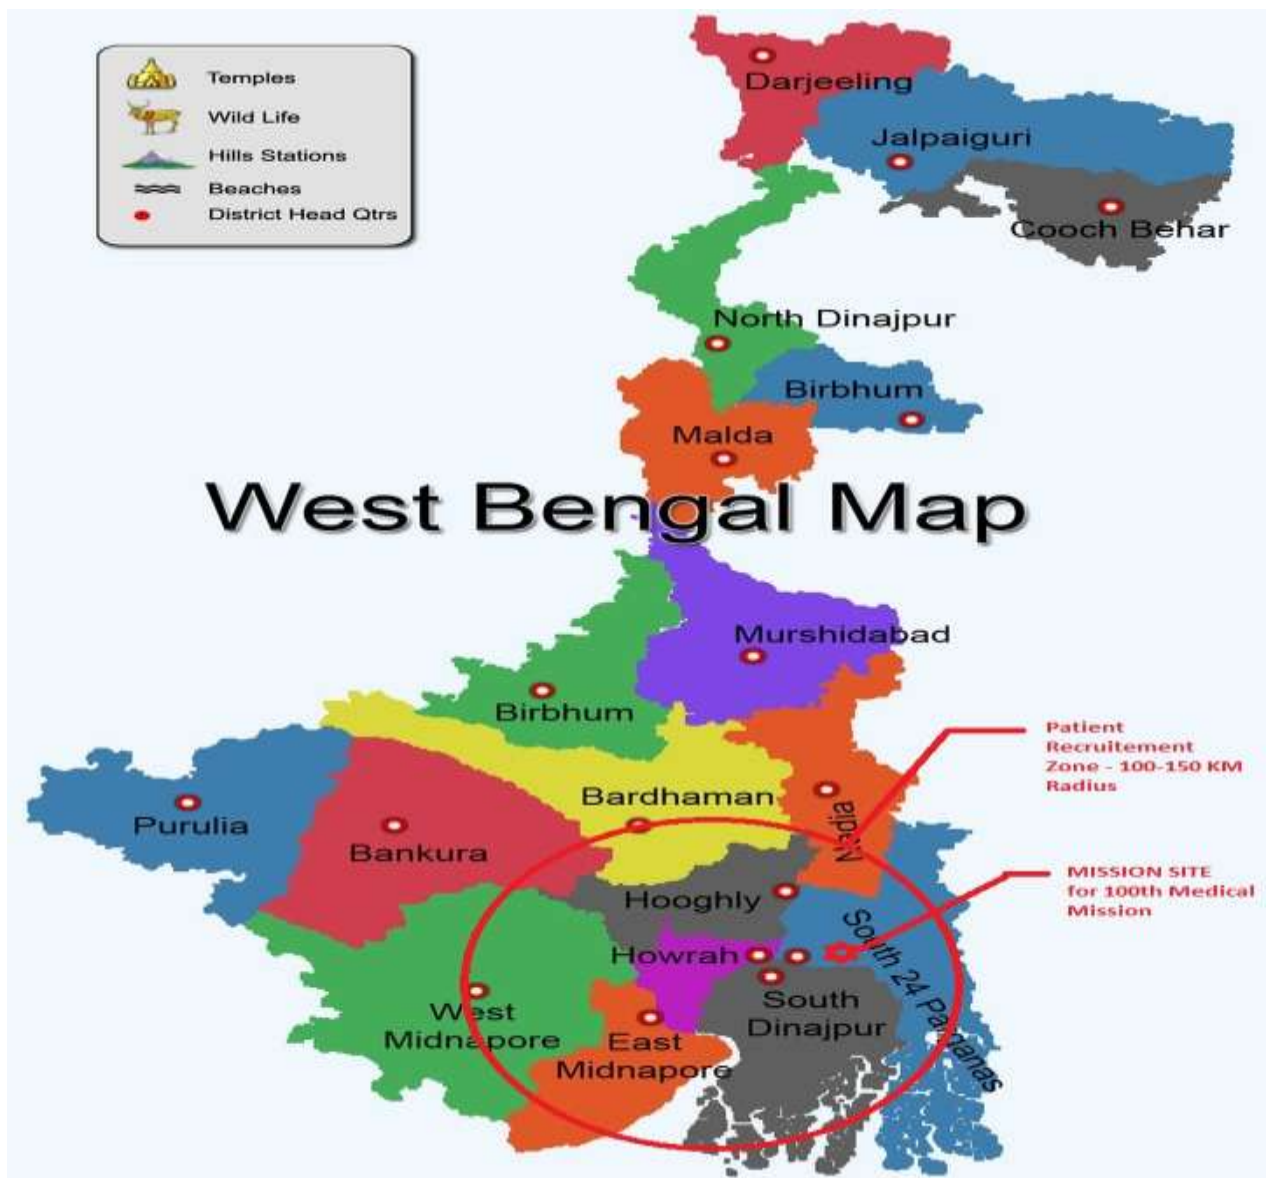 Temples
Wild Life
Hills Stations
Beaches
District Head Qtrs
Darjeeling
Jalpaiguri
Cooch Behar
North Dinajpur
Birbhum
Malda
West Bengal Map
Murshidabad
Birbhum
Patient
Recruitement
Zone - 100-150 KM
Radius
Bardhaman
Nadia
Purulia
Bankura
MISSION SITE
for 100th Medical
Mission
Hooghly
South 24 Parganas
Howrah
South
Dinajpur
West
Midnapore
East
Midnapore